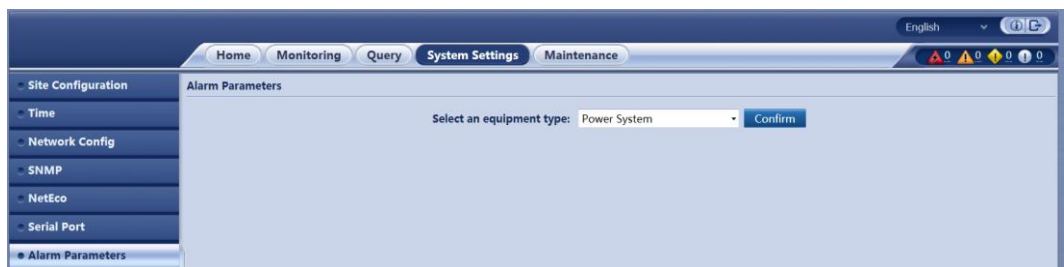 English
Home Monitoring Query System Settings Maintenance
0 0 0 0
Site Configuration
Alarm Parameters
Time
Select an equipment type: Power System Confirm
Network Config
SNMP
NetEco
Serial Port
Alarm Parameters